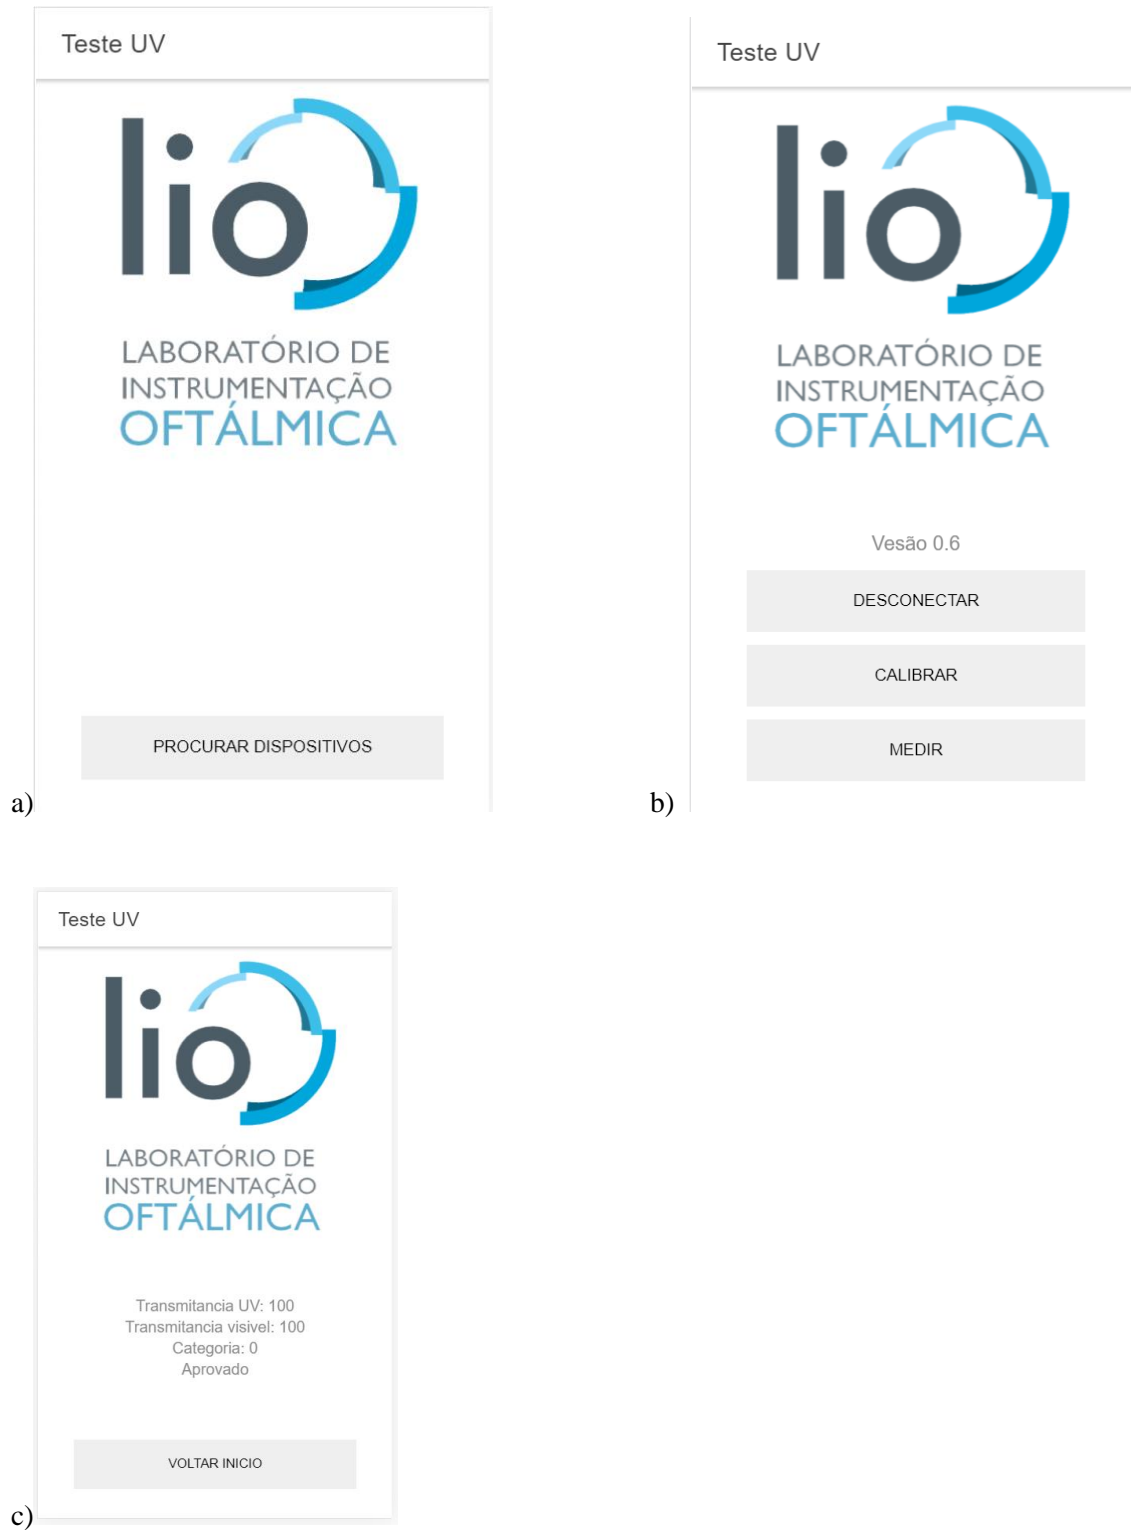 Teste UV
lio
LABORATÓRIO DE
INSTRUMENTAÇÃO
OFTÁLMICA
PROCURAR DISPOSITIVOS
a)
Teste UV
lio
LABORATÓRIO DE
INSTRUMENTAÇÃO
OFTÁLMICA
Vesão 0.6
DESCONECTAR
CALIBRAR
MEDIR
b)
Teste UV
lio
LABORATÓRIO DE
INSTRUMENTAÇÃO
OFTÁLMICA
Transmitancia UV: 100
Transmitancia visivel: 100
Categoria: 0
Aprovado
VOLTAR INICIO
c)